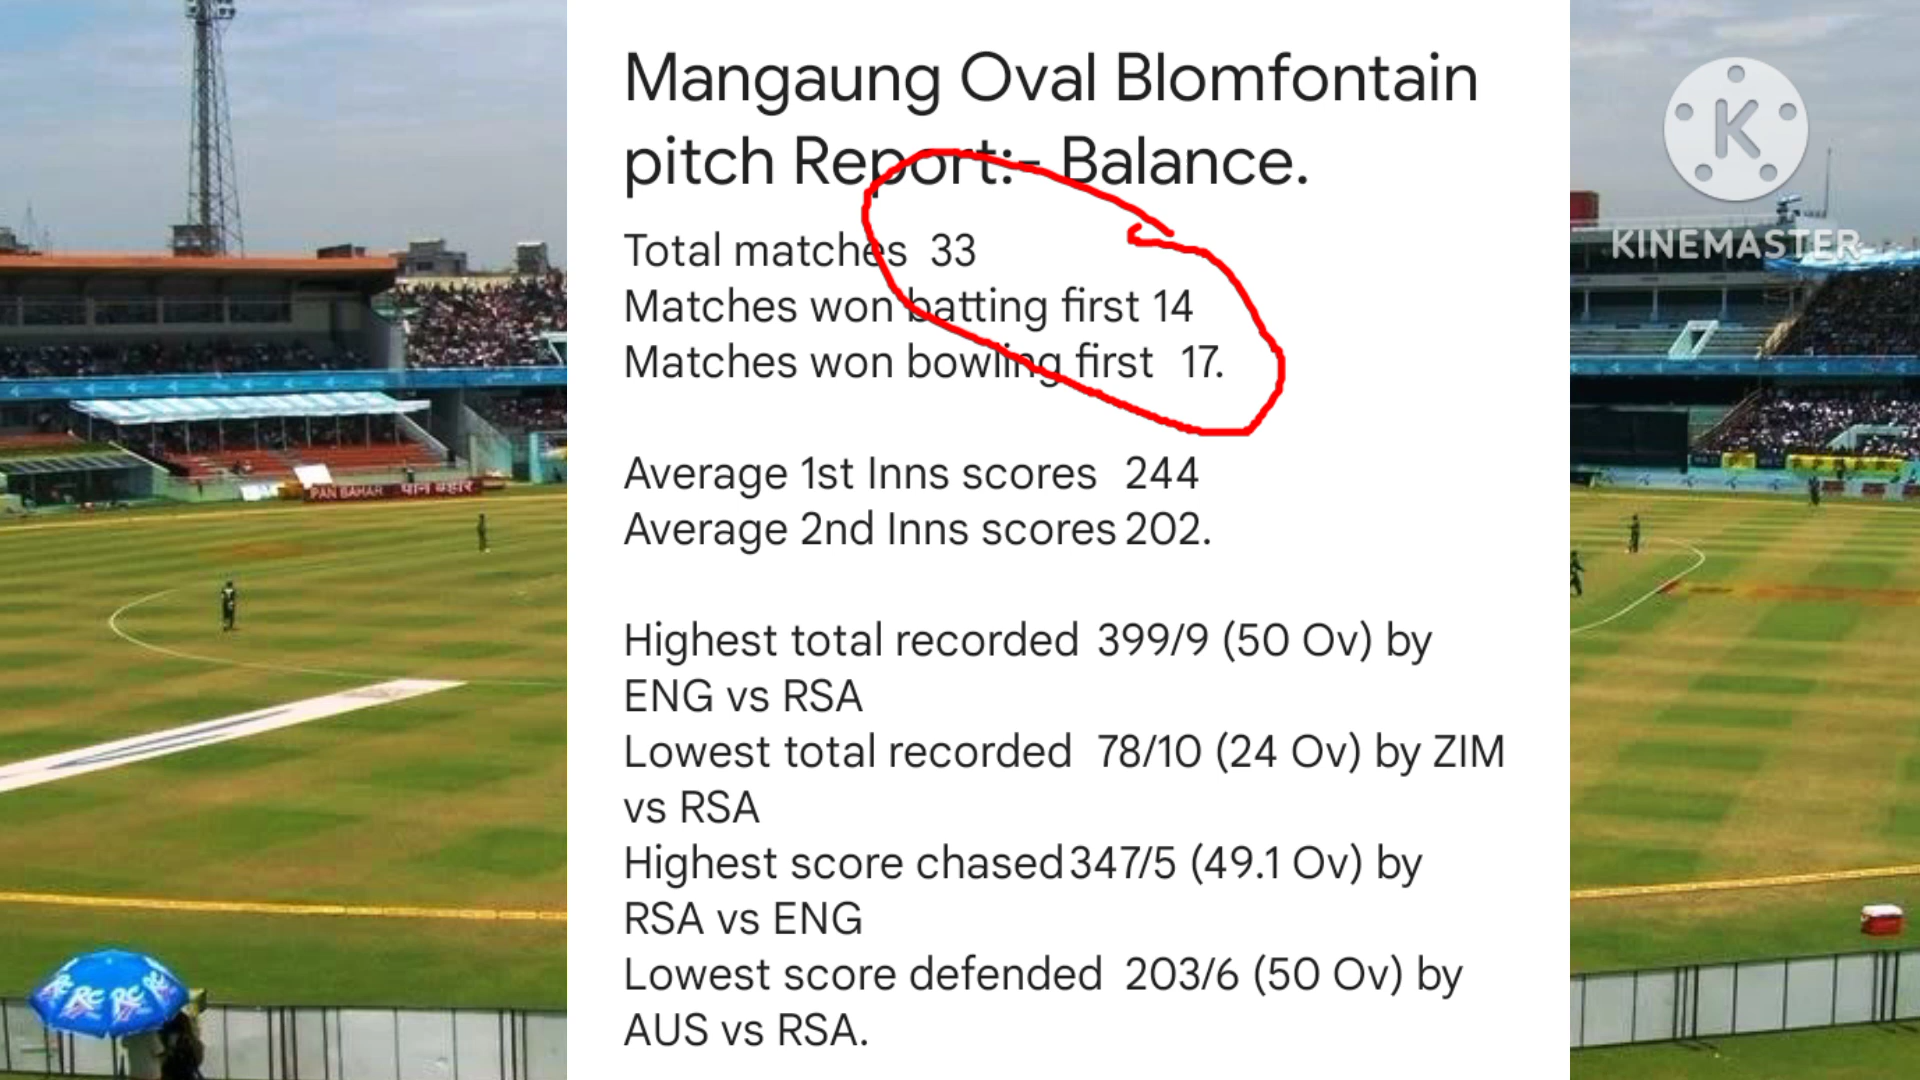 Mangaung Oval Blomfontain
pitch Report:- Balance.
Total matches 33
Matches won batting first 14
Matches won bowling first 17.
Average 1st Inns scores 244
Average 2nd Inns scores 202.
Highest total recorded 399/9 (50 Ov) by
ENG vs RSA
Lowest total recorded 78/10 (24 Ov) by ZIM
vs RSA
Highest score chased 347/5 (49.1 Ov) by
RSA vs ENG
Lowest score defended 203/6 (50 Ov) by
AUS vs RSA.
K
KINEMASTER
PAN BAHAR पान बहार
RC RC RC